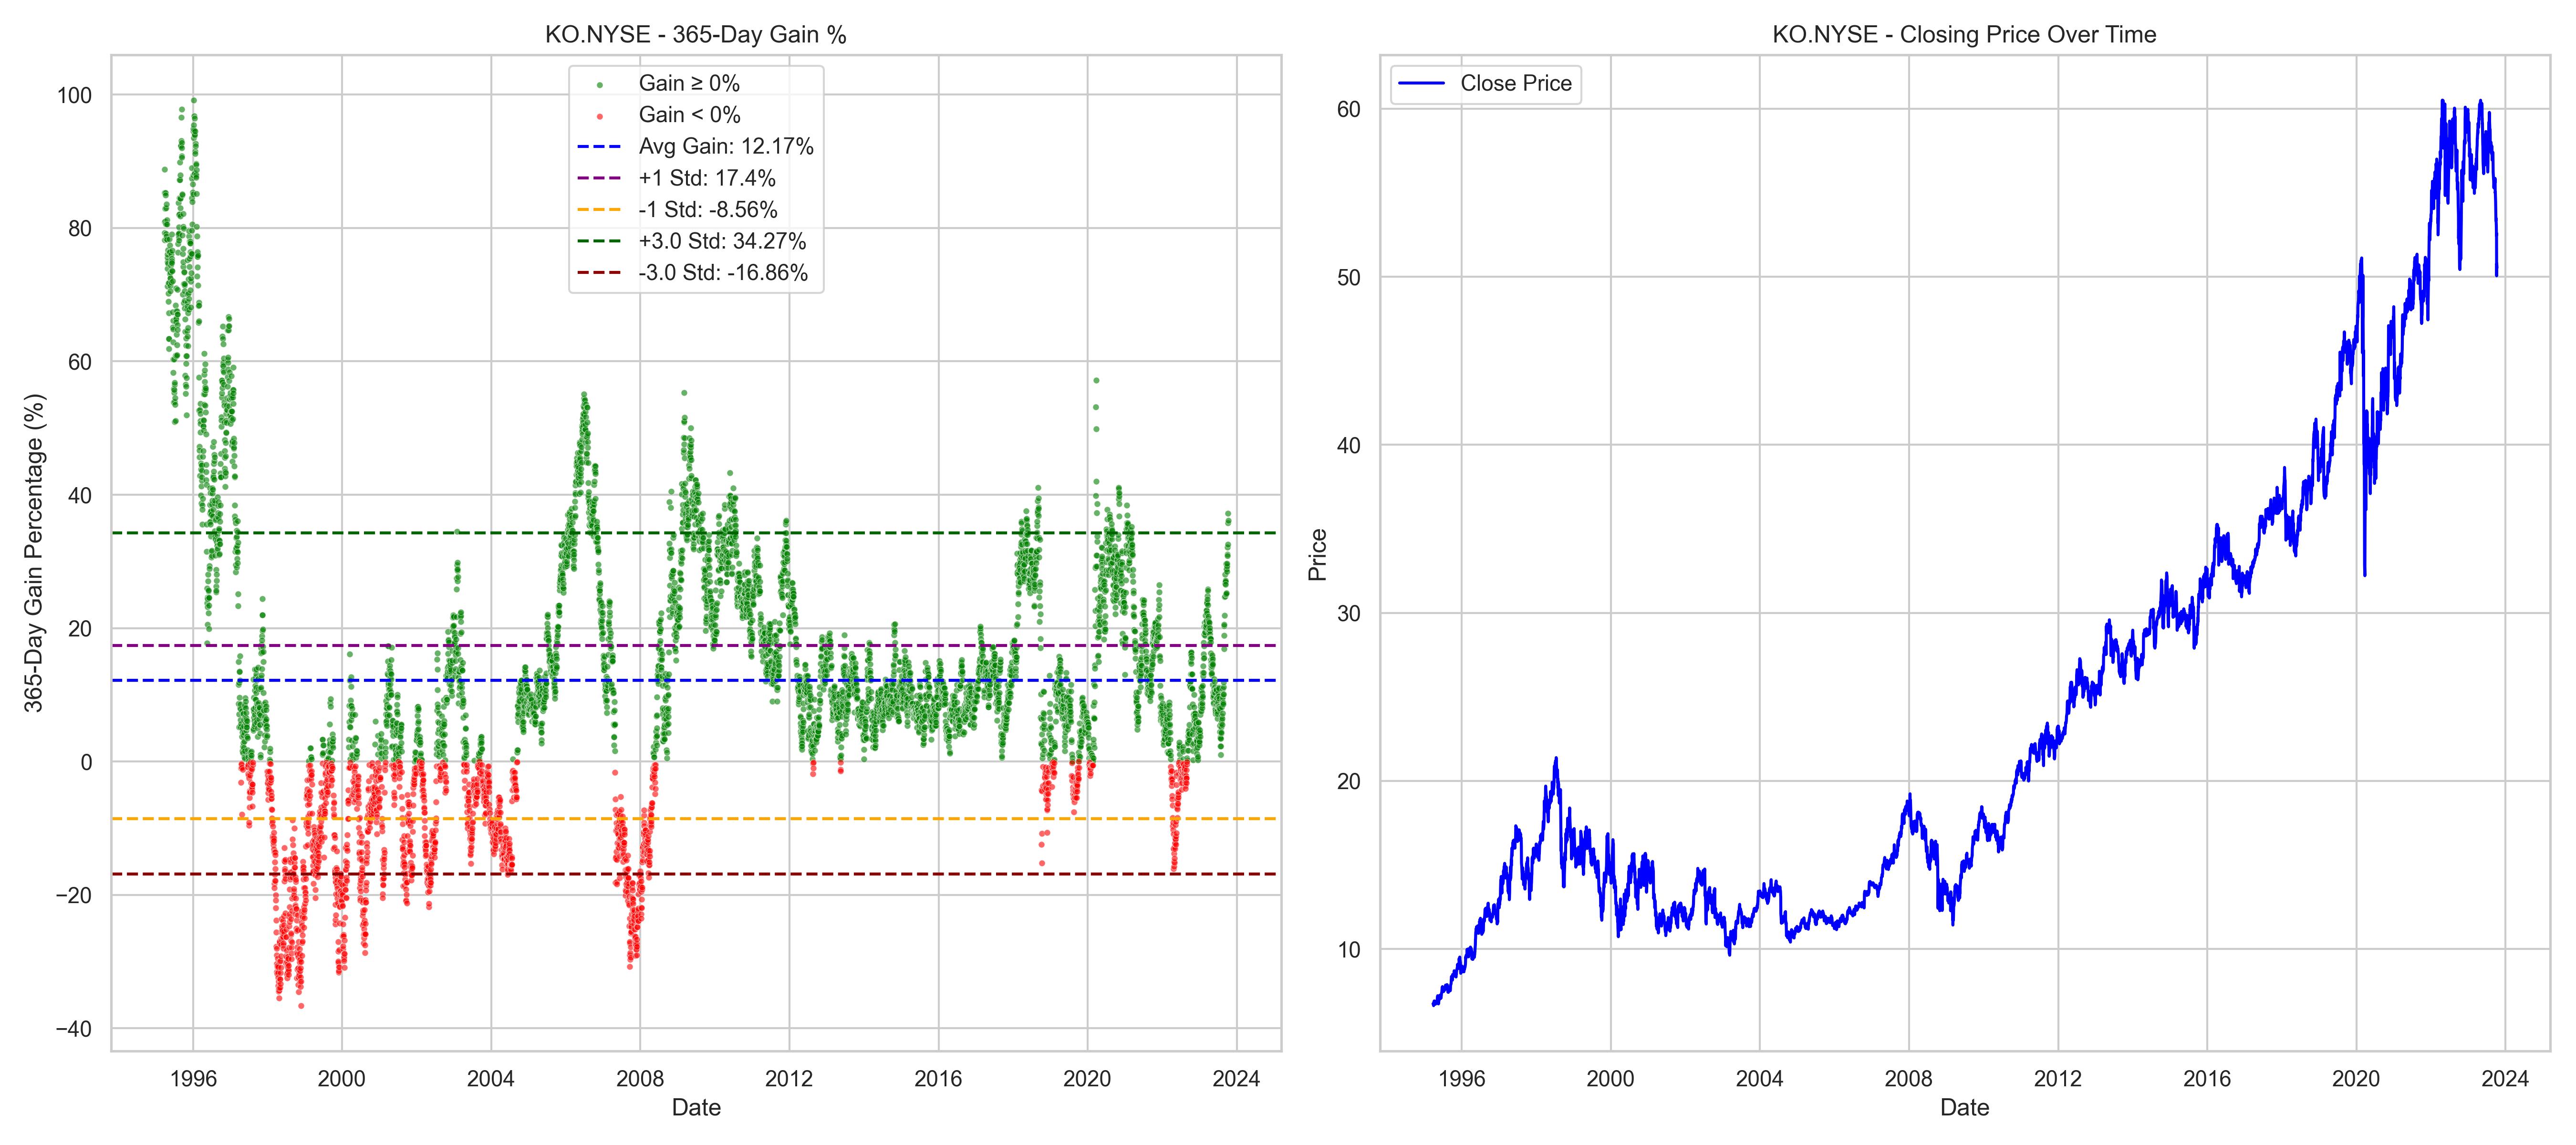 KO.NYSE - 365-Day Gain %
Gain ≥ 0%
Gain < 0%
Avg Gain: 12.17%
+1 Std: 17.4%
-1 Std: -8.56%
+3.0 Std: 34.27%
-3.0 Std: -16.86%
365-Day Gain Percentage (%)
100
80
60
40
20
0
−20
−40
1996 2000 2004 2008 2012 2016 2020 2024
Date
KO.NYSE - Closing Price Over Time
Close Price
Price
60
50
40
30
20
10
1996 2000 2004 2008 2012 2016 2020 2024
Date